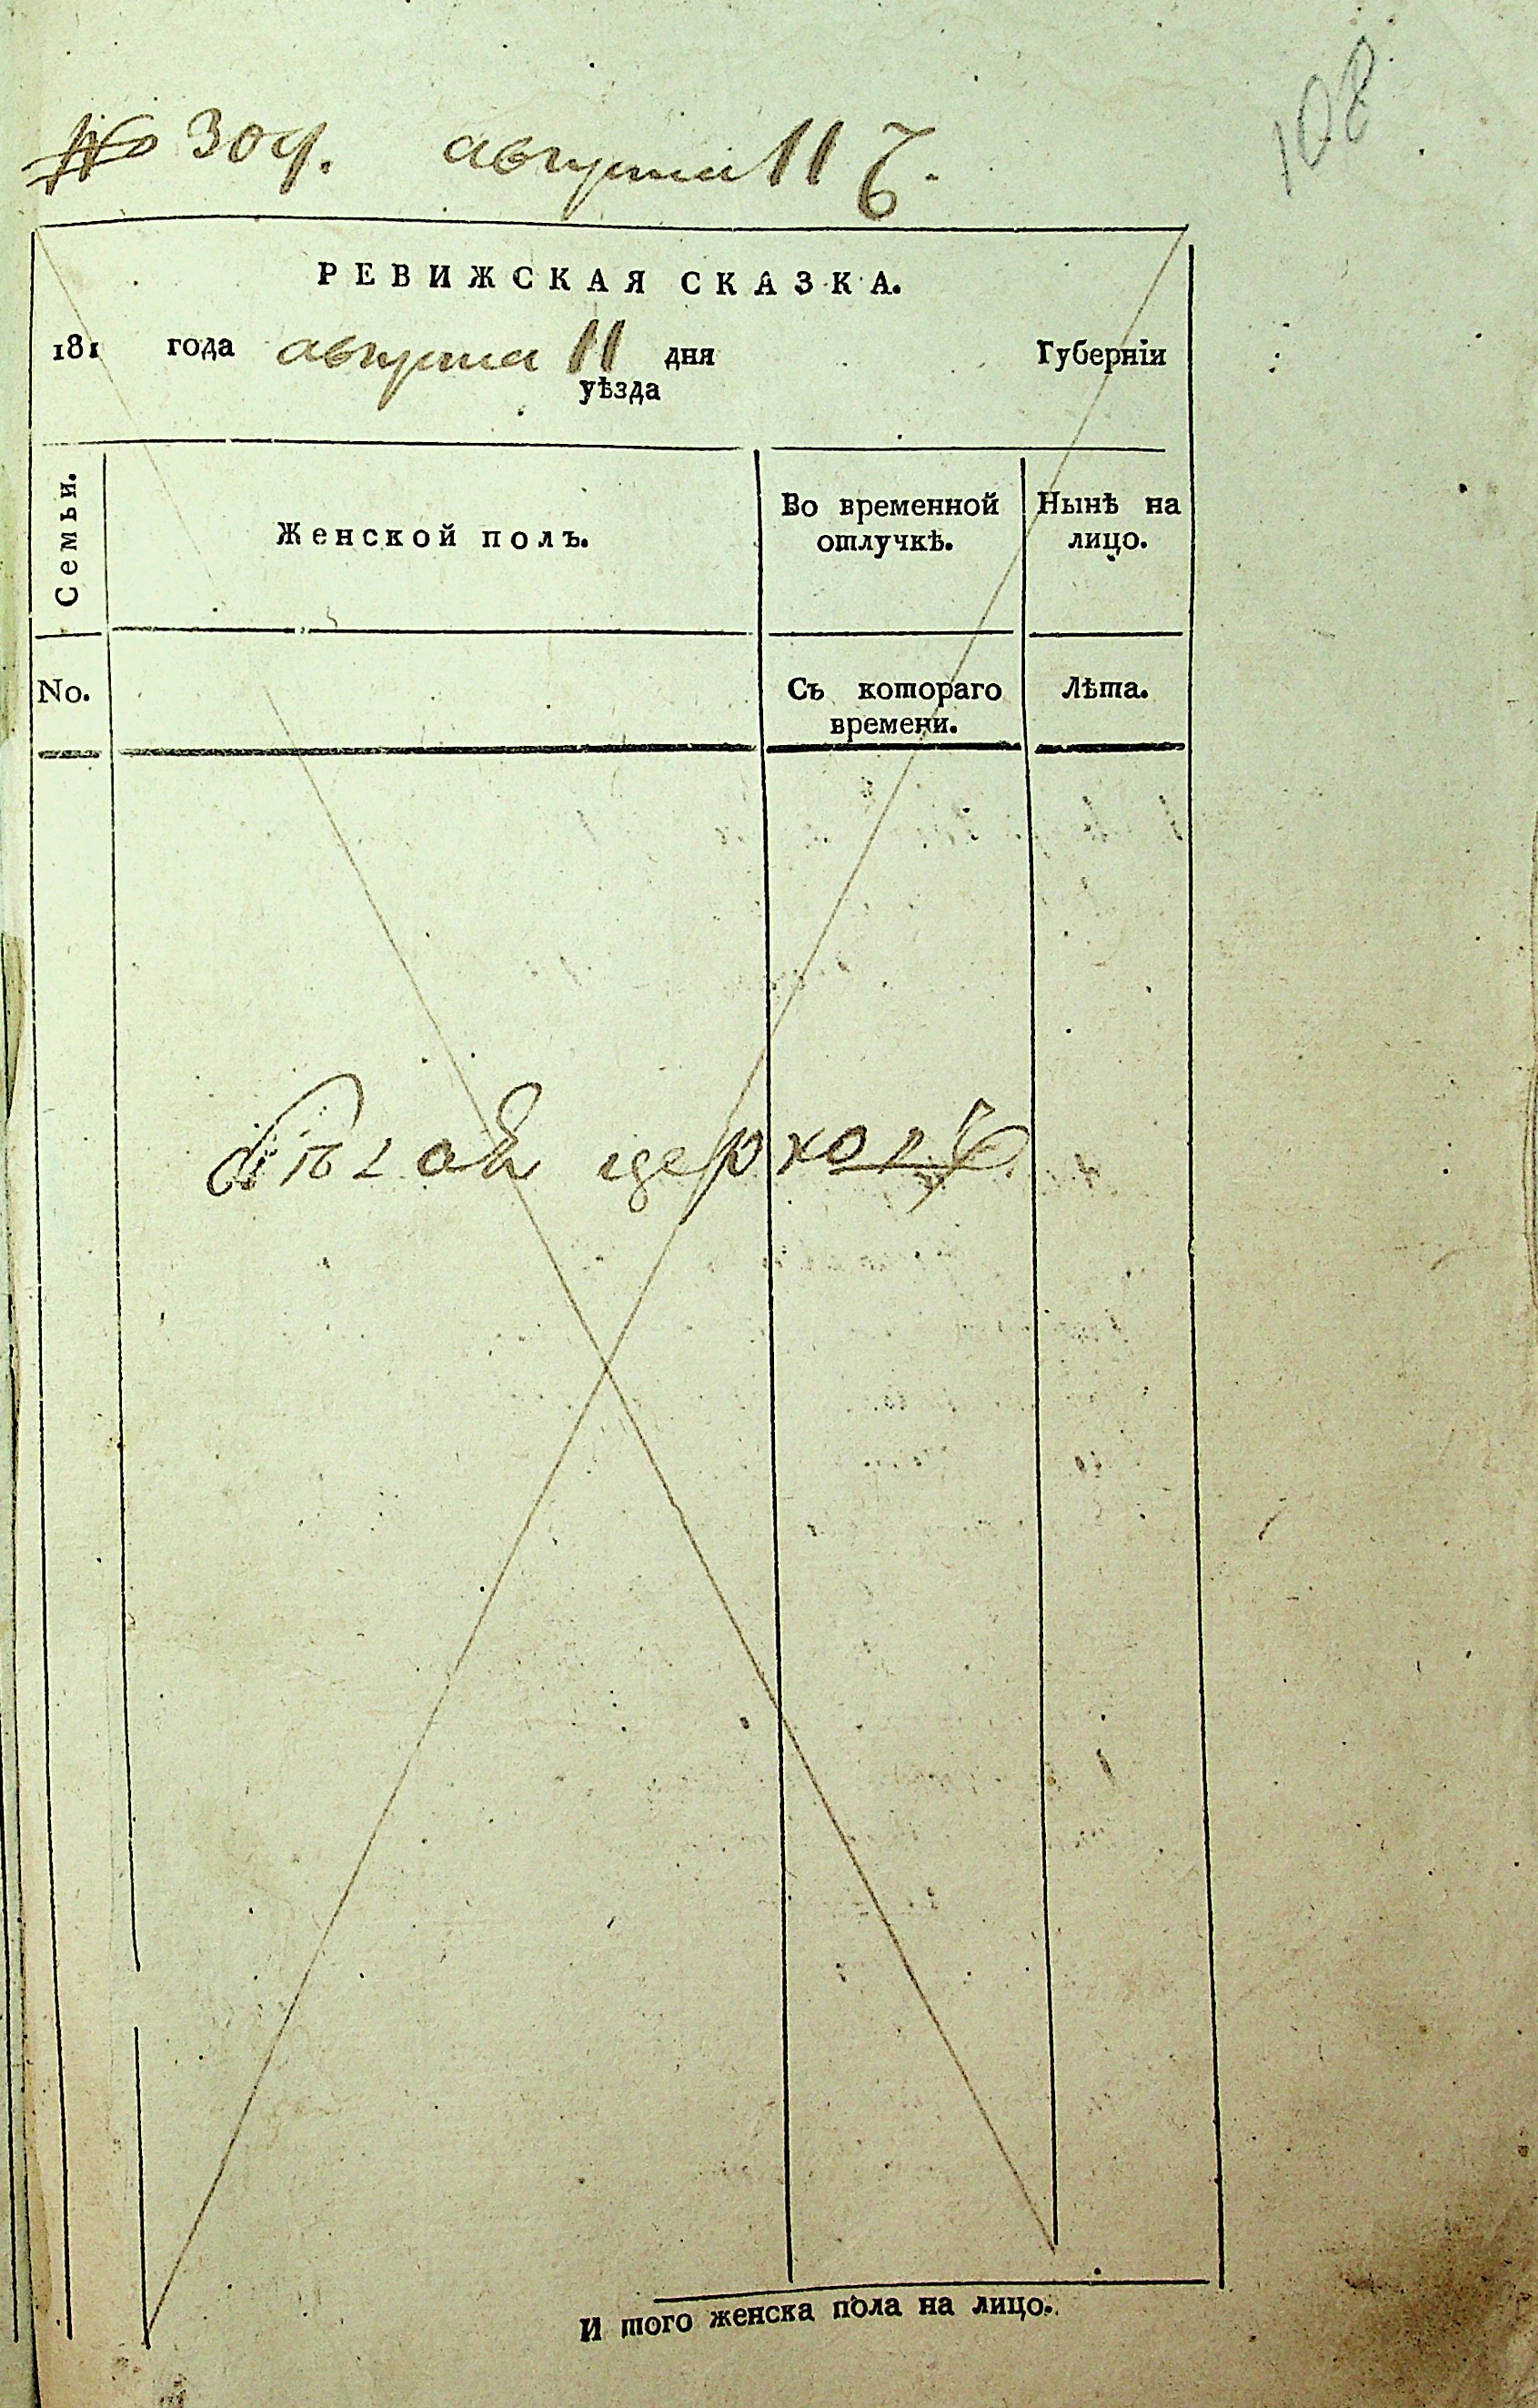 108
№ 309. августа 11
РЕВИЖСКАЯ СКАЗКА.
181 года августа 11 дня Губернїи
уѣзда
Семьи.
Женской полъ.
Во временной отлучкѣ.
Нынѣ на лицо.
No.
Съ котораго времени.
Лѣта.
И того женска пола на лицо.